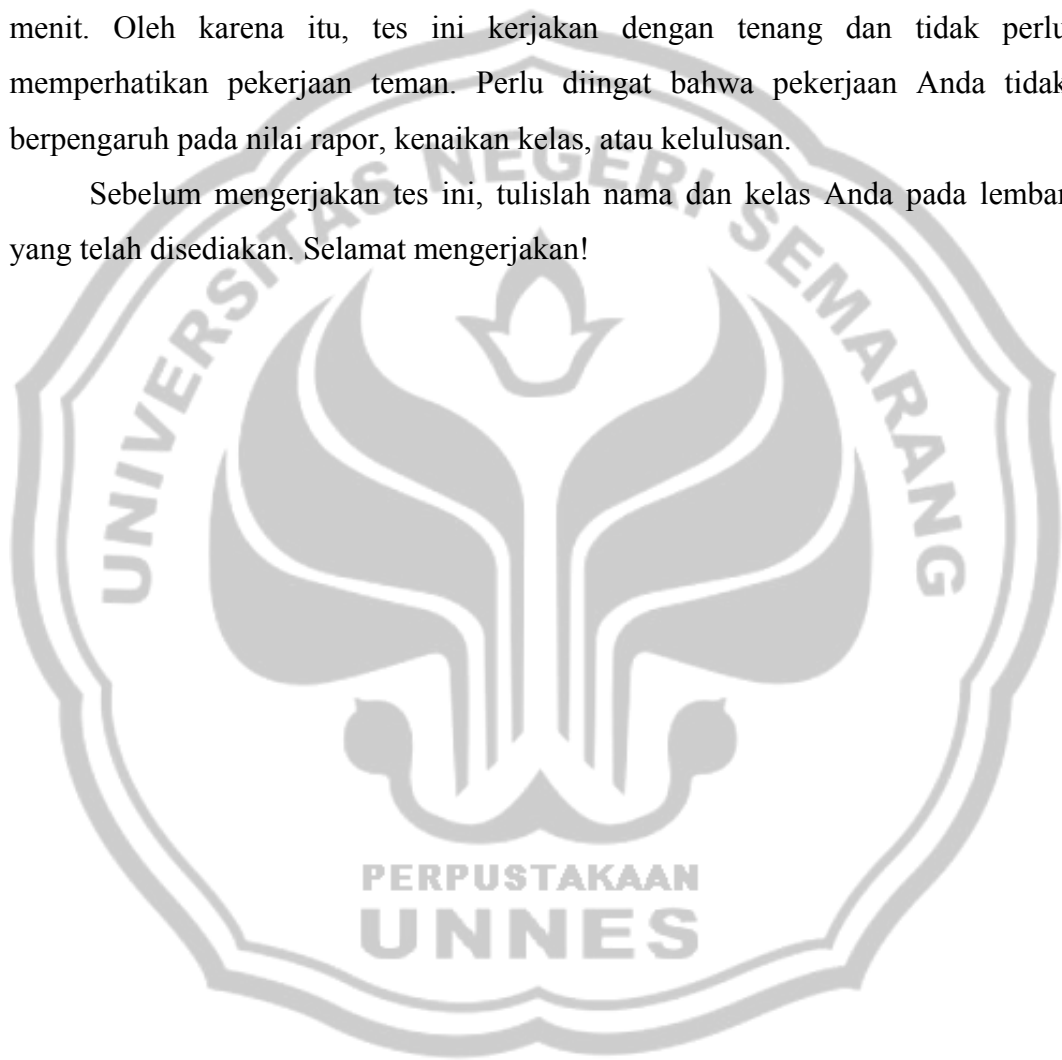 menit. Oleh karena itu, tes ini kerjakan dengan tenang dan tidak perlu
memperhatikan pekerjaan teman. Perlu diingat bahwa pekerjaan Anda tidak
berpengaruh pada nilai rapor, kenaikan kelas, atau kelulusan.
Sebelum mengerjakan tes ini, tulislah nama dan kelas Anda pada lembar
yang telah disediakan. Selamat mengerjakan!
UNIVERSITAS NEGERI SEMARANG
PERPUSTAKAAN
UNNES